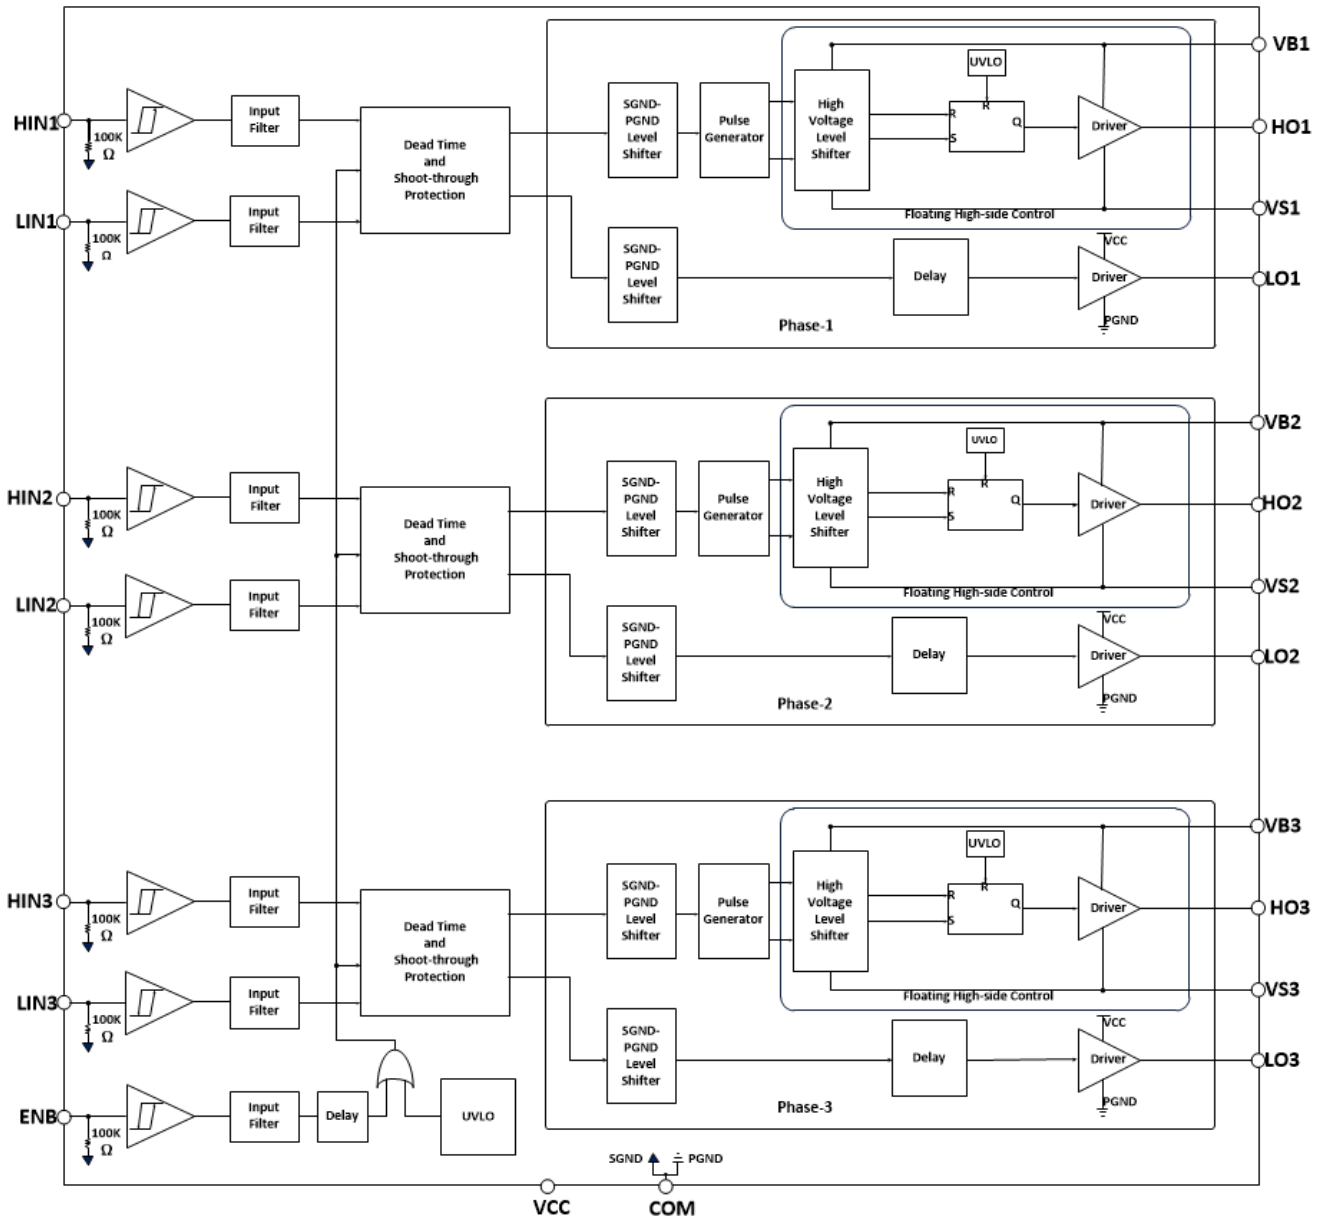 VB1
UVLO
HIN1
100K
Ω
Input
Filter
Dead Time
and
Shoot-through
Protection
SGND-
PGND
Level
Shifter
Pulse
Generator
High
Voltage
Level
Shifter
R
R
S
Q
Driver
HO1
LIN1
100K
Ω
Input
Filter
VS1
Floating High-side Control
SGND-
PGND
Level
Shifter
Delay
VCC
Driver
PGND
LO1
Phase-1
VB2
UVLO
HIN2
100K
Ω
Input
Filter
Dead Time
and
Shoot-through
Protection
SGND-
PGND
Level
Shifter
Pulse
Generator
High
Voltage
Level
Shifter
R
R
S
Q
Driver
HO2
LIN2
100K
Ω
Input
Filter
VS2
Floating High-side Control
SGND-
PGND
Level
Shifter
Delay
VCC
Driver
PGND
LO2
Phase-2
VB3
UVLO
HIN3
100K
Ω
Input
Filter
Dead Time
and
Shoot-through
Protection
SGND-
PGND
Level
Shifter
Pulse
Generator
High
Voltage
Level
Shifter
R
R
S
Q
Driver
HO3
LIN3
100K
Ω
Input
Filter
VS3
Floating High-side Control
SGND-
PGND
Level
Shifter
Delay
VCC
Driver
PGND
LO3
Phase-3
ENB
100K
Ω
Input
Filter
Delay
UVLO
SGND
PGND
VCC
COM